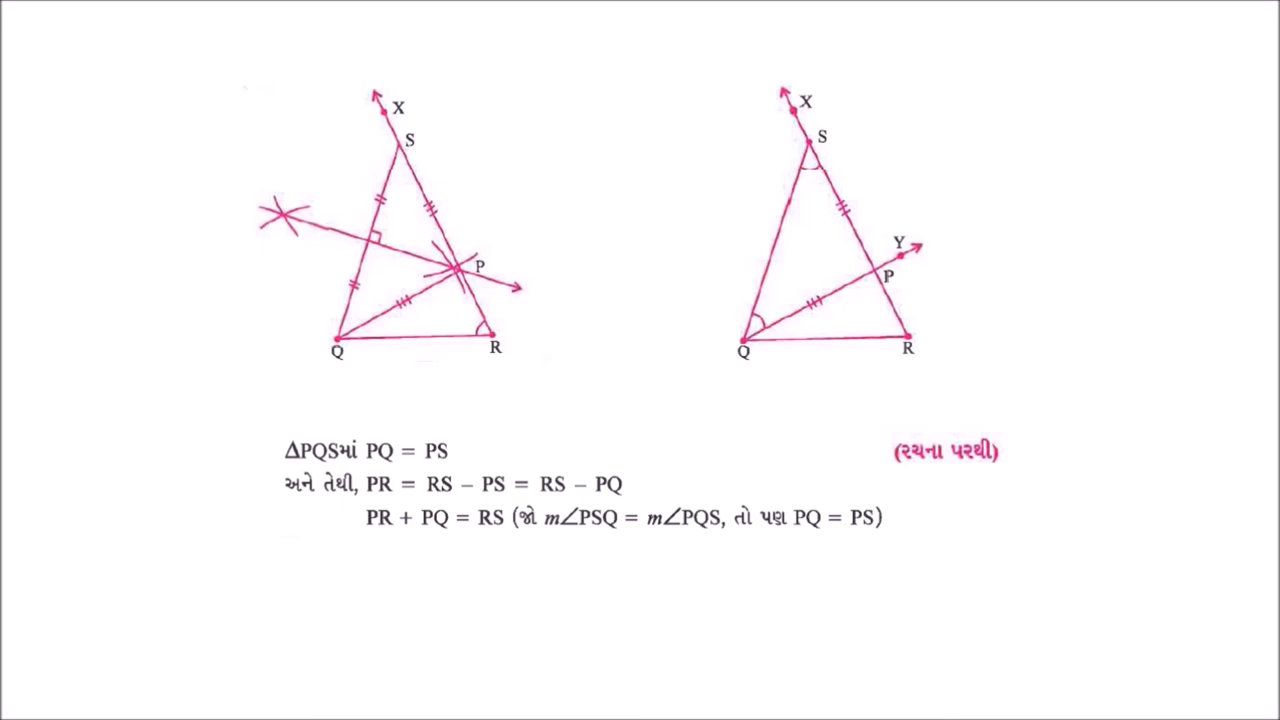 X
S
P
Q
R
X
S
Y
P
Q
R
ΔPQSમાં PQ = PS (રચના પરથી)
અને તેથી, PR = RS – PS = RS – PQ
PR + PQ = RS (જો m∠PSQ = m∠PQS, તો પણ PQ = PS)